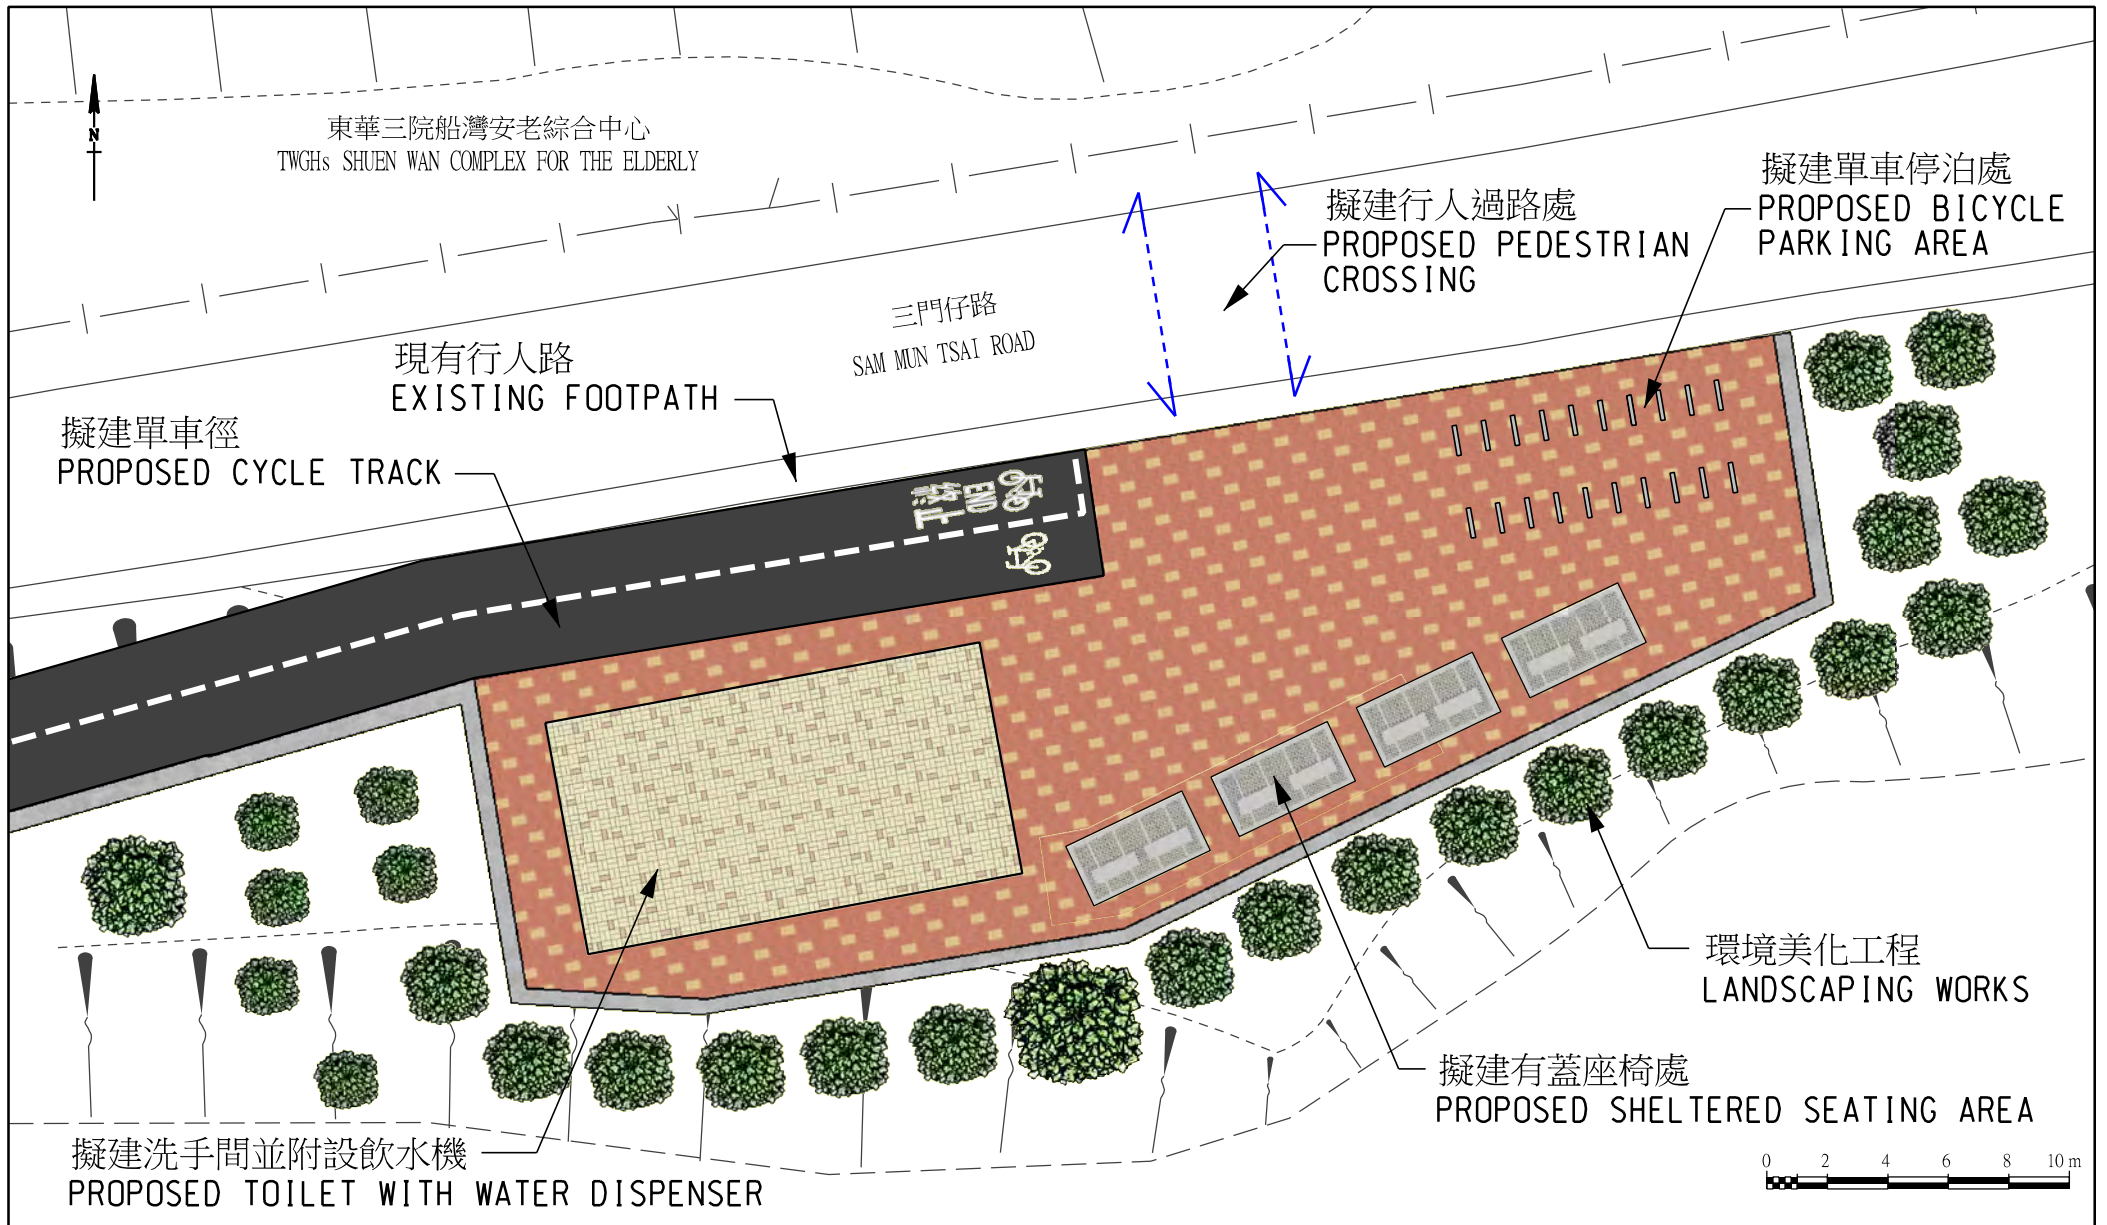 N
東華三院船灣安老綜合中心
TWGHs SHUEN WAN COMPLEX FOR THE ELDERLY
擬建單車停泊處
PROPOSED BICYCLE
PARKING AREA
擬建行人過路處
PROPOSED PEDESTRIAN
CROSSING
三門仔路
SAM MUN TSAI ROAD
現有行人路
EXISTING FOOTPATH
擬建單車徑
PROPOSED CYCLE TRACK
END
終止
環境美化工程
LANDSCAPING WORKS
擬建有蓋座椅處
PROPOSED SHELTERED SEATING AREA
擬建洗手間並附設飲水機
PROPOSED TOILET WITH WATER DISPENSER
0 2 4 6 8 10 m